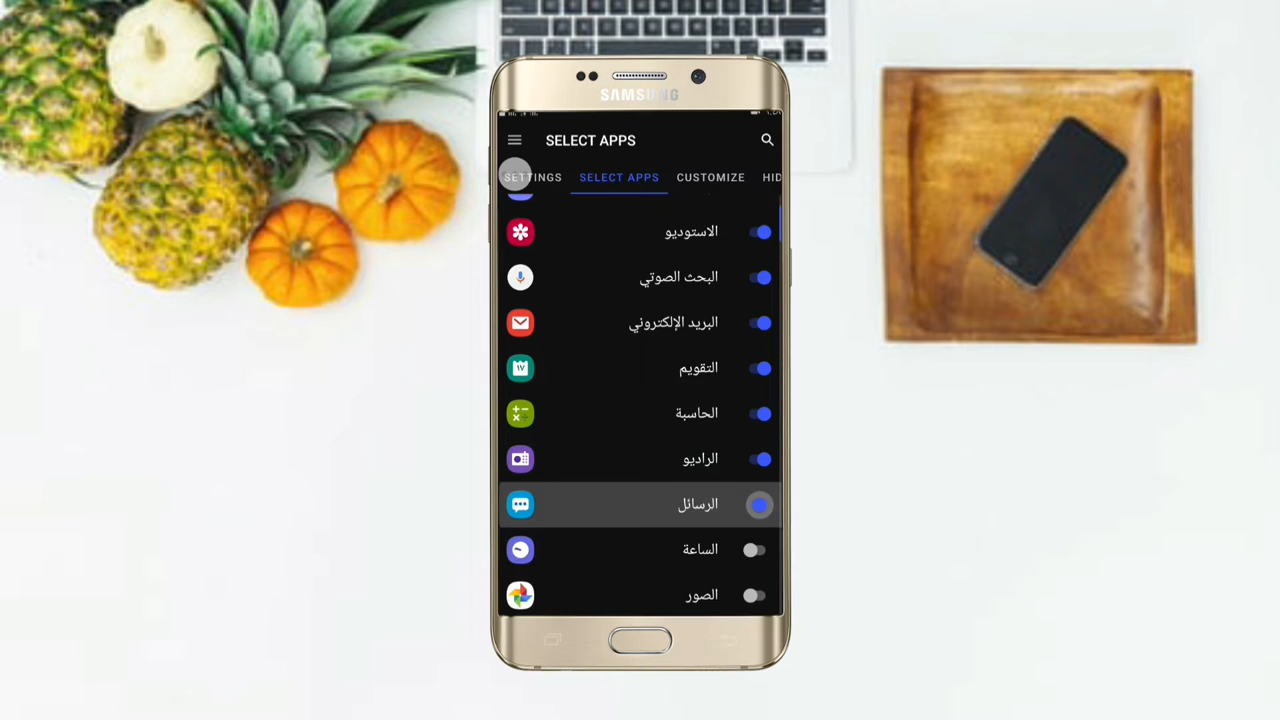 SAMSUNG
SELECT APPS
SETTINGS SELECT APPS CUSTOMIZE HID
الاستوديو
البحث الصوتي
البريد الإلكتروني
التقويم
الحاسبة
الراديو
الرسائل
الساعة
الصور